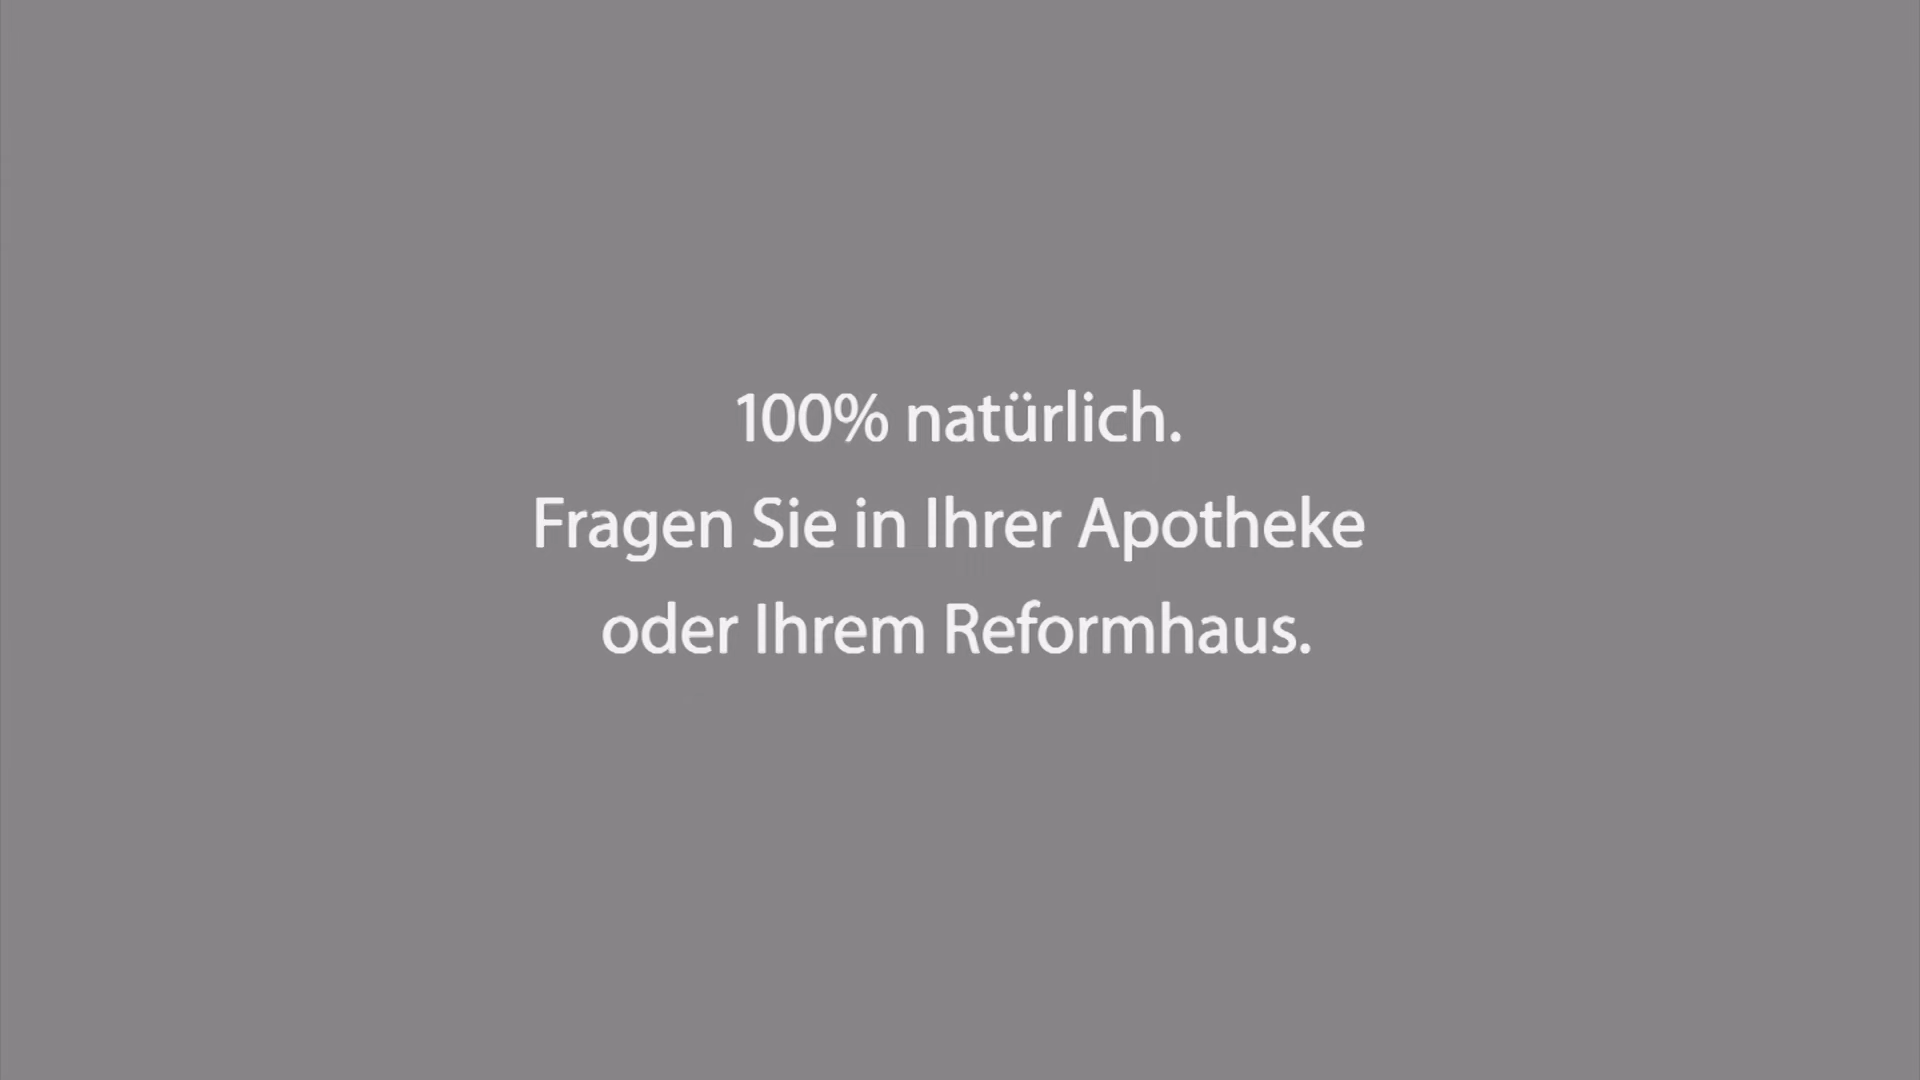 100% natürlich.
Fragen Sie in Ihrer Apotheke
oder Ihrem Reformhaus.